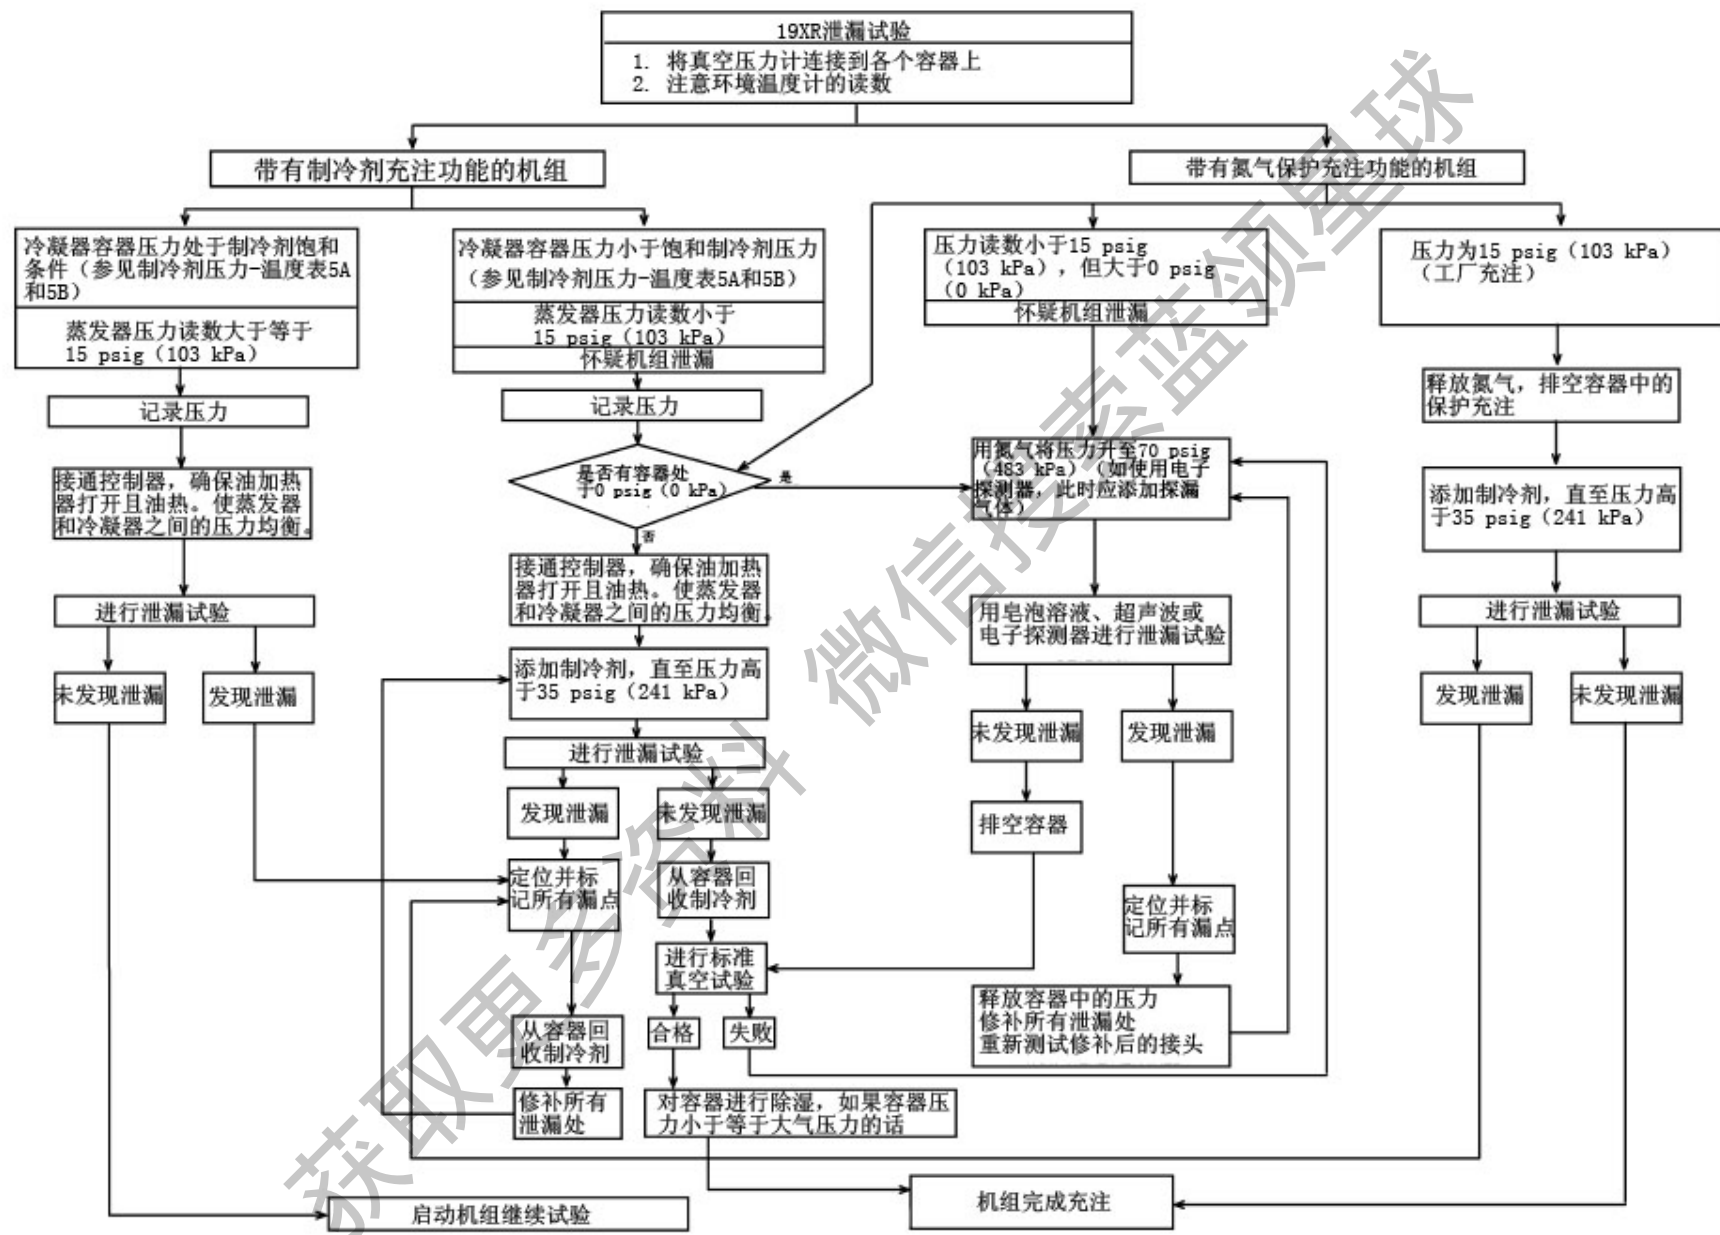 19XR泄漏试验
1. 将真空压力计连接到各个容器上
2. 注意环境温度计的读数
带有制冷剂充注功能的机组
带有氮气保护充注功能的机组
冷凝器容器压力处于制冷剂饱和
条件（参见制冷剂压力-温度表5A
和5B）
蒸发器压力读数大于等于
15 psig（103 kPa）
记录压力
接通控制器，确保油加热
器打开且油热。使蒸发器
和冷凝器之间的压力均衡。
进行泄漏试验
未发现泄漏
发现泄漏
冷凝器容器压力小于饱和制冷剂压力
（参见制冷剂压力-温度表5A和5B）
蒸发器压力读数小于
15 psig（103 kPa）
怀疑机组泄漏
记录压力
是否有容器处
于0 psig（0 kPa）
是
否
接通控制器，确保油加热
器打开且油热。使蒸发器
和冷凝器之间的压力均衡。
添加制冷剂，直至压力高
于35 psig（241 kPa）
进行泄漏试验
发现泄漏
未发现泄漏
定位并标
记所有漏点
从容器回
收制冷剂
进行标准
真空试验
从容器回
收制冷剂
合格
失败
修补所有
泄漏处
对容器进行除湿，如果容器压
力小于等于大气压力的话
压力读数小于15 psig
（103 kPa），但大于0 psig
（0 kPa）
怀疑机组泄漏
用氮气将压力升至70 psig
（483 kPa）（如使用电子
探测器，此时应添加探漏
气体）
用皂泡溶液、超声波或
电子探测器进行泄漏试验
未发现泄漏
发现泄漏
排空容器
定位并标
记所有漏点
释放容器中的压力
修补所有泄漏处
重新测试修补后的接头
压力为15 psig（103 kPa）
（工厂充注）
释放氮气，排空容器中的
保护充注
添加制冷剂，直至压力高
于35 psig（241 kPa）
进行泄漏试验
发现泄漏
未发现泄漏
启动机组继续试验
机组完成充注
获取更多资料 微信搜索蓝领星球